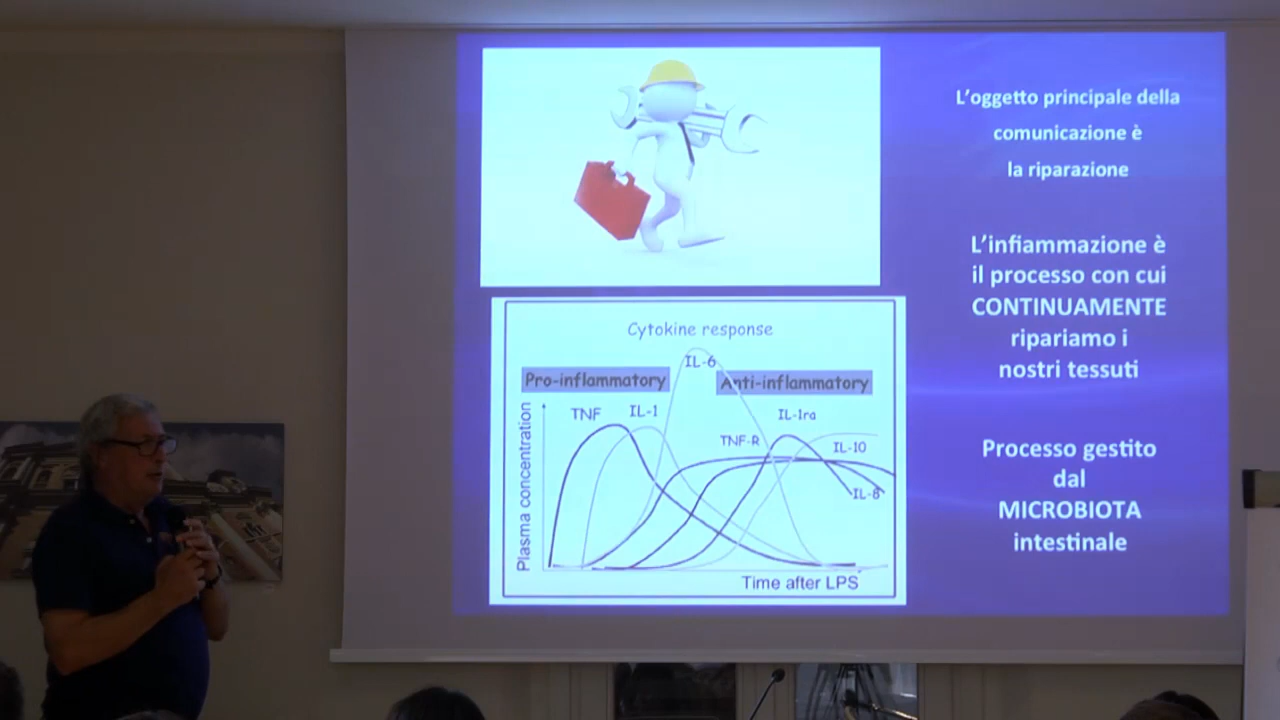 L'oggetto principale della
comunicazione è
la riparazione
L'infiammazione è
il processo con cui
CONTINUAMENTE
ripariamo i
nostri tessuti
Processo gestito
dal
MICROBIOTA
intestinale
Cytokine response
IL-6
Pro-inflammatory
Anti-inflammatory
TNF
IL-1
IL-1ra
TNF-R
IL-10
IL-8
Plasma concentration
Time after LPS